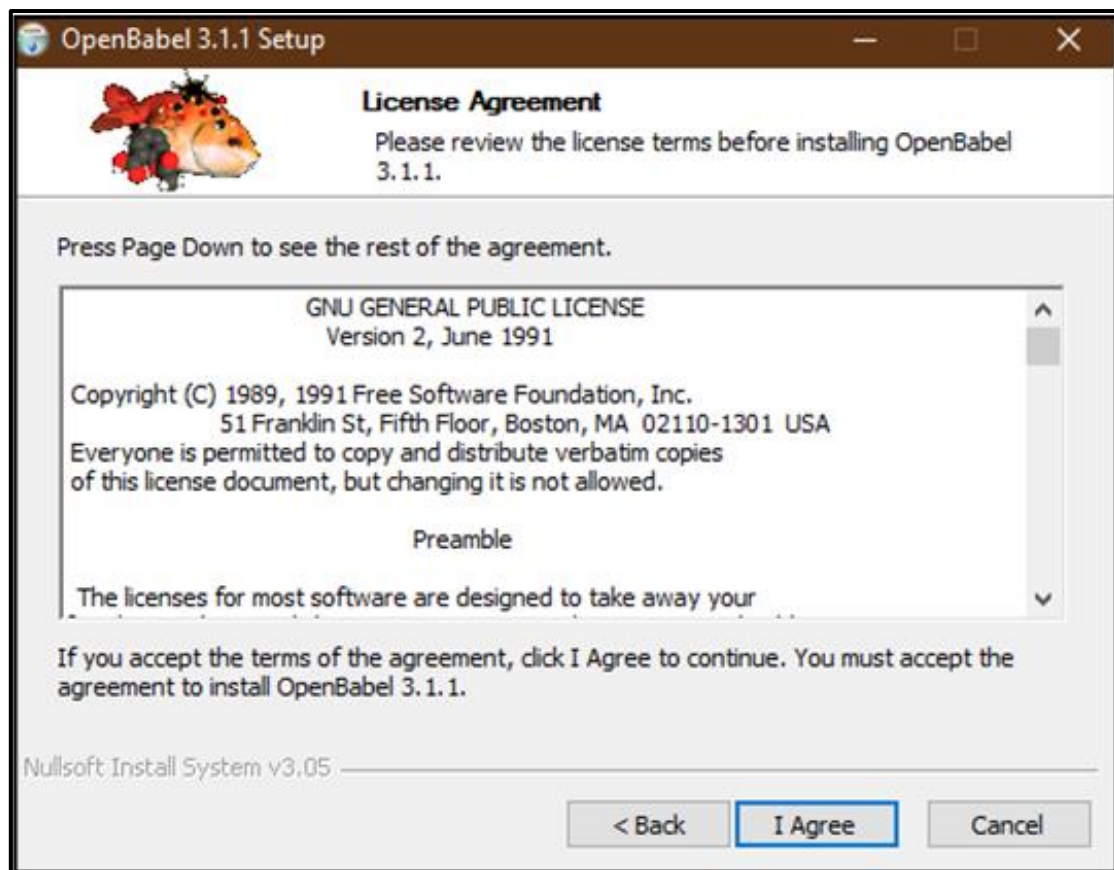 OpenBabel 3.1.1 Setup
License Agreement
Please review the license terms before installing OpenBabel
3.1.1.
Press Page Down to see the rest of the agreement.
GNU GENERAL PUBLIC LICENSE
Version 2, June 1991
Copyright (C) 1989, 1991 Free Software Foundation, Inc.
51 Franklin St, Fifth Floor, Boston, MA 02110-1301 USA
Everyone is permitted to copy and distribute verbatim copies
of this license document, but changing it is not allowed.
Preamble
The licenses for most software are designed to take away your
If you accept the terms of the agreement, click I Agree to continue. You must accept the
agreement to install OpenBabel 3.1.1.
Nullsoft Install System v3.05
< Back I Agree Cancel